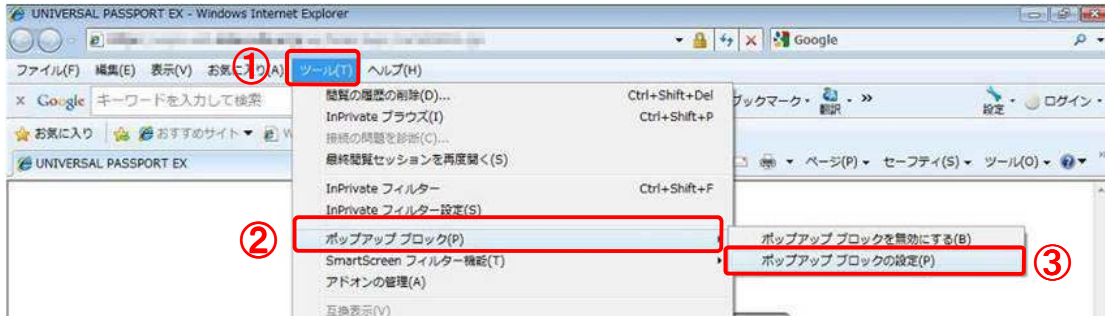 UNIVERSAL PASSPORT EX - Windows Internet Explorer
Google
ファイル(F) 編集(E) 表示(V) お気に入り(A) ① ツール(T) ヘルプ(H)
× Google キーワードを入力して検索 ブックマーク・ 翻訳 ・ » 設定・ ログイン・
お気に入り おすすめサイト ▼
UNIVERSAL PASSPORT EX ページ(P) セーフティ(S) ツール(O)
閲覧の履歴の削除(D)... Ctrl+Shift+Del
InPrivate ブラウズ(I) Ctrl+Shift+P
接続の問題を診断(C)...
最終閲覧セッションを再度開く(S)
InPrivate フィルター Ctrl+Shift+F
InPrivate フィルター設定(S)
② ポップアップ ブロック(P)
SmartScreen フィルター機能(T)
アドオンの管理(A)
互換表示(V)
ポップアップ ブロックを無効にする(B)
ポップアップ ブロックの設定(P) ③